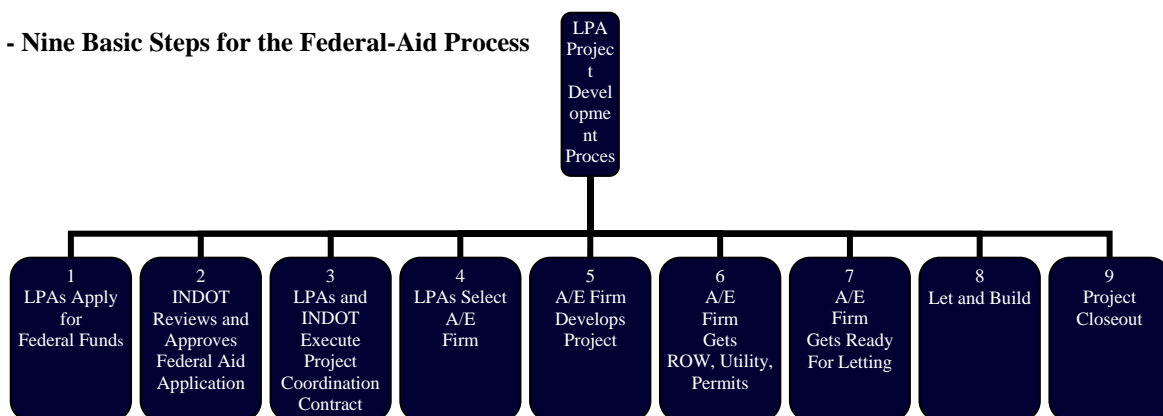 - Nine Basic Steps for the Federal-Aid Process
LPA
Projec
t
Devel
opme
nt
Proces
1
LPAs Apply
for
Federal Funds
2
INDOT
Reviews and
Approves
Federal Aid
Application
3
LPAs and
INDOT
Execute
Project
Coordination
Contract
4
LPAs Select
A/E
Firm
5
A/E Firm
Develops
Project
6
A/E
Firm
Gets
ROW, Utility,
Permits
7
A/E
Firm
Gets Ready
For Letting
8
Let and Build
9
Project
Closeout